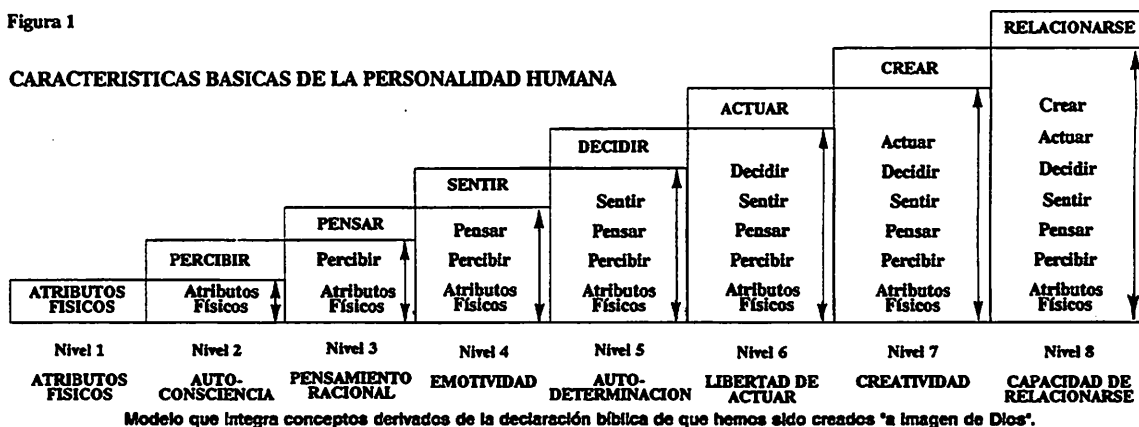 Figura 1
CARACTERISTICAS BASICAS DE LA PERSONALIDAD HUMANA
ATRIBUTOS
FISICOS
Nivel 1
ATRIBUTOS
FISICOS
PERCIBIR
Atributos
Físicos
Nivel 2
AUTO-
CONSCIENCIA
PENSAR
Percibir
Atributos
Físicos
Nivel 3
PENSAMIENTO
RACIONAL
SENTIR
Pensar
Percibir
Atributos
Físicos
Nivel 4
EMOTIVIDAD
DECIDIR
Sentir
Pensar
Percibir
Atributos
Físicos
Nivel 5
AUTO-
DETERMINACION
ACTUAR
Decidir
Sentir
Pensar
Percibir
Atributos
Físicos
Nivel 6
LIBERTAD DE
ACTUAR
CREAR
Actuar
Decidir
Sentir
Pensar
Percibir
Atributos
Físicos
Nivel 7
CREATIVIDAD
RELACIONARSE
Crear
Actuar
Decidir
Sentir
Pensar
Percibir
Atributos
Físicos
Nivel 8
CAPACIDAD DE
RELACIONARSE
Modelo que integra conceptos derivados de la declaración bíblica de que hemos sido creados "a imagen de Dios".